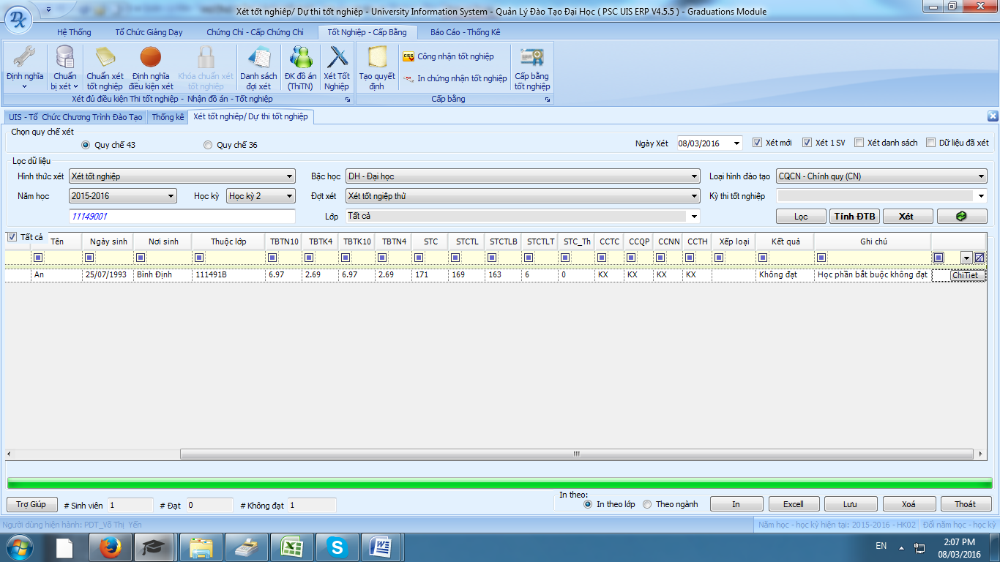 Xét tốt nghiệp/ Dự thi tốt nghiệp - University Information System - Quản Lý Đào Tạo Đại Học ( PSC UIS ERP V4.5.5 ) - Graduations Module
Hệ Thống Tổ Chức Giảng Dạy Chứng Chỉ - Cấp Chứng Chỉ Tốt Nghiệp - Cấp Bằng Báo Cáo - Thống Kê
Định nghĩa Chuẩn bị xét Chuẩn xét tốt nghiệp Định nghĩa điều kiện xét Khóa chuẩn xét tốt nghiệp Danh sách đợi xét ĐK đồ án (ThiTN) Xét Tốt Nghiệp Tạo quyết định CSS Công nhận tốt nghiệp Cấp bằng tốt nghiệp
In chứng nhận tốt nghiệp
Xét đủ điều kiện Thi tốt nghiệp - Nhận đồ án - Tốt nghiệp Cấp bằng
UIS - Tổ Chức Chương Trình Đào Tạo Thống kê Xét tốt nghiệp/ Dự thi tốt nghiệp
Chọn quy chế xét
Quy chế 43 Quy chế 36 Ngày Xét 08/03/2016 Xét mới Xét 1 SV Xét danh sách Dữ liệu đã xét
Lọc dữ liệu
Hình thức xét Xét tốt nghiệp Bậc học DH - Đại học Loại hình đào tạo CQCN - Chính quy (CN)
Năm học 2015-2016 Học kỳ Học kỳ 2 Đợt xét Xét tốt ngiệp thử Kỳ thi tốt nghiệp
11149001 Lớp Tất cả Lọc Tính ĐTB Xét
Tất cả Tên Ngày sinh Nơi sinh Thuộc lớp TBTN10 TBTK4 TBTK10 TBTN4 STC STCTL STCTLB STCTLT STC_Th CCTC CCQP CCNN CCTH Xếp loại Kết quả Ghi chú
An 25/07/1993 Bình Định 111491B 6.97 2.69 6.97 2.69 171 169 163 6 0 KX KX KX KX Không đạt Học phần bắt buộc không đạt ChiTiet
In theo:
Trợ Giúp # Sinh viên 1 # Đạt 0 # Không đạt 1 In theo lớp Theo ngành In Excell Lưu Xoá Thoát
Người dùng hiện hành: PDT_Võ Thị Yến Năm học - học kỳ hiện tại: 2015-2016 - HK02 Đổi năm học - học kỳ
EN 2:07 PM
08/03/2016